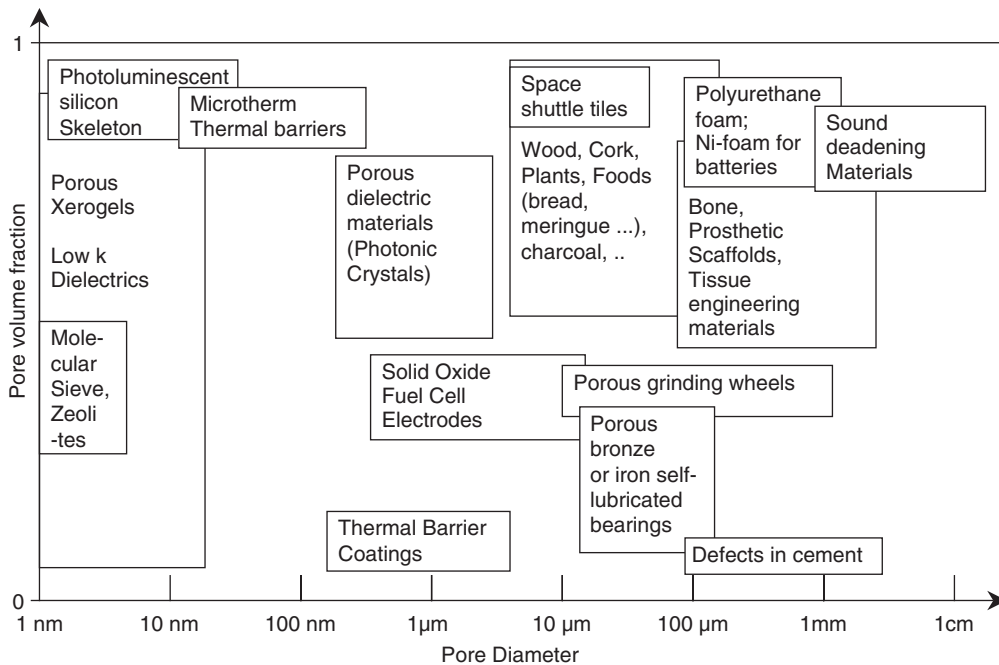 1
Photoluminescent
silicon
Skeleton
Microtherm
Thermal barriers
Porous
Xerogels
Low k
Dielectrics
Mole-
cular
Sieve,
Zeoli
-tes
Porous
dielectric
materials
(Photonic
Crystals)
Space
shuttle tiles
Wood, Cork,
Plants, Foods
(bread,
meringue ...),
charcoal, ..
Polyurethane
foam;
Ni-foam for
batteries
Sound
deadening
Materials
Bone,
Prosthetic
Scaffolds,
Tissue
engineering
materials
Solid Oxide
Fuel Cell
Electrodes
Porous grinding wheels
Porous
bronze
or iron self-
lubricated
bearings
Thermal Barrier
Coatings
Defects in cement
Pore volume fraction
0
1 nm 10 nm 100 nm 1µm 10 µm 100 µm 1mm 1cm
Pore Diameter